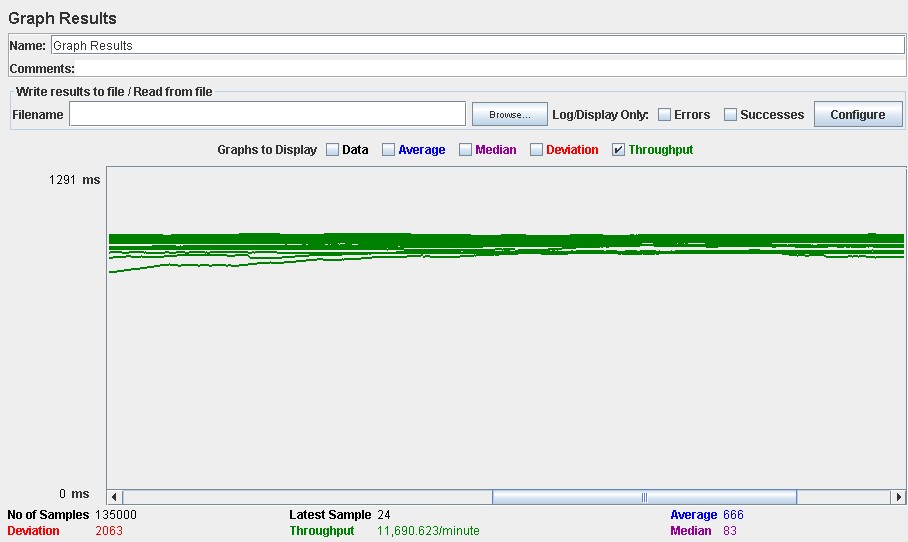 Graph Results
Name: Graph Results
Comments:
Write results to file / Read from file
Filename Browse... Log/Display Only: Errors Successes Configure
Graphs to Display Data Average Median Deviation Throughput
1291 ms
0 ms
No of Samples 135000 Latest Sample 24 Average 666
Deviation 2063 Throughput 11,690.623/minute Median 83